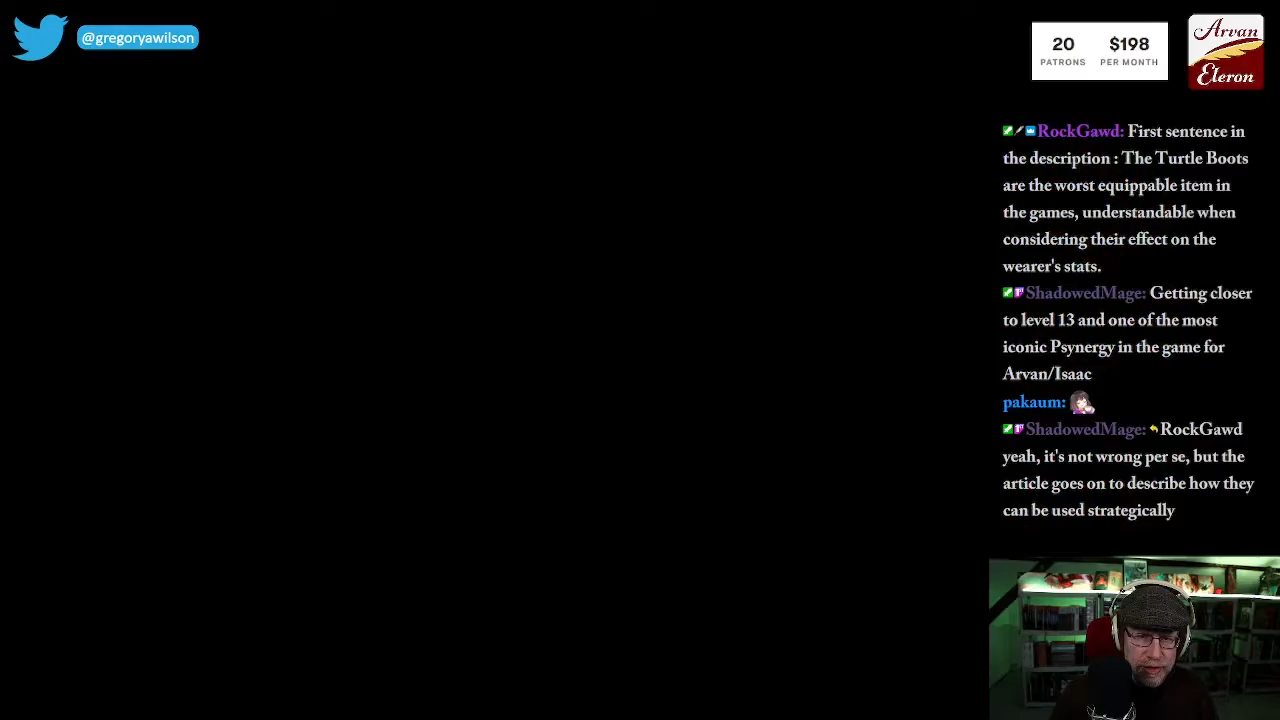 @gregoryawilson
20
$198
PATRONS
PER MONTH
Arvan
Eleron
RockGawd: First sentence in
the description : The Turtle Boots
are the worst equippable item in
the games, understandable when
considering their effect on the
wearer's stats.
ShadowedMage: Getting closer
to level 13 and one of the most
iconic Psynergy in the game for
Arvan/Isaac
pakaum:
ShadowedMage: RockGawd
yeah, it's not wrong per se, but the
article goes on to describe how they
can be used strategically